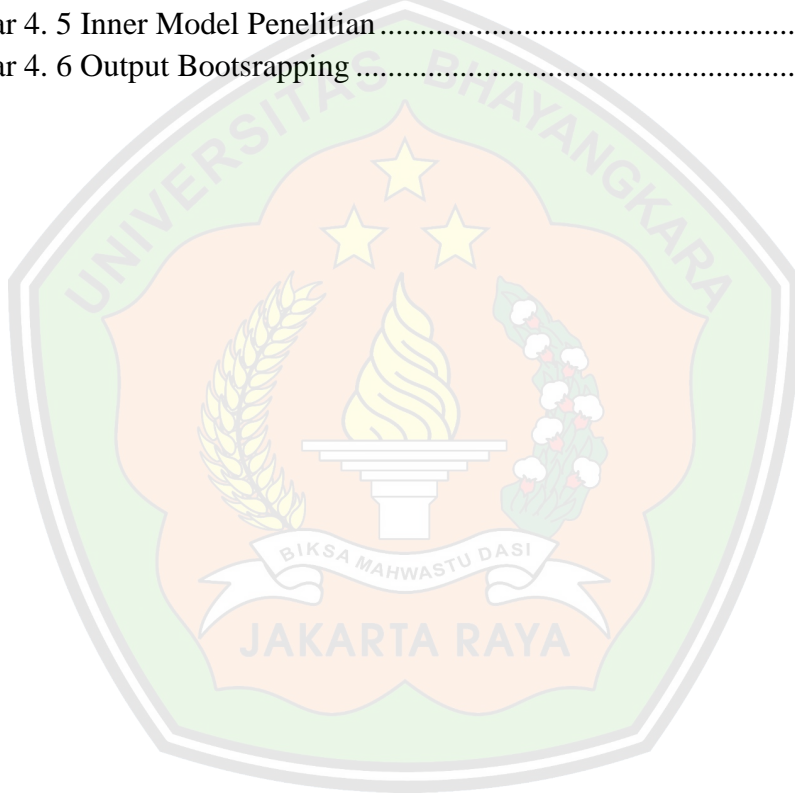 ar 4. 5 Inner Model Penelitian........................................................
ar 4. 6 Output Bootsrapping...........................................................
UNIVERSITAS BHAYANGKARA
BIKSA MAHWASTU DASI
JAKARTA RAYA